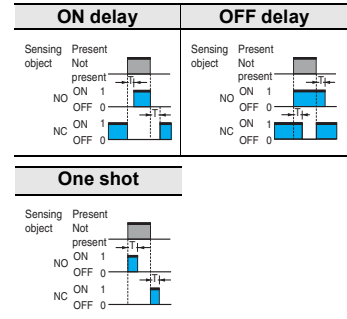 ON delay
Sensing object
Present
Not present
T
NO
ON 1
OFF 0
T
NC
ON 1
OFF 0
OFF delay
Sensing object
Present
Not present
T
NO
ON 1
OFF 0
T
NC
ON 1
OFF 0
One shot
Sensing object
Present
Not present
T
NO
ON 1
OFF 0
T
NC
ON 1
OFF 0